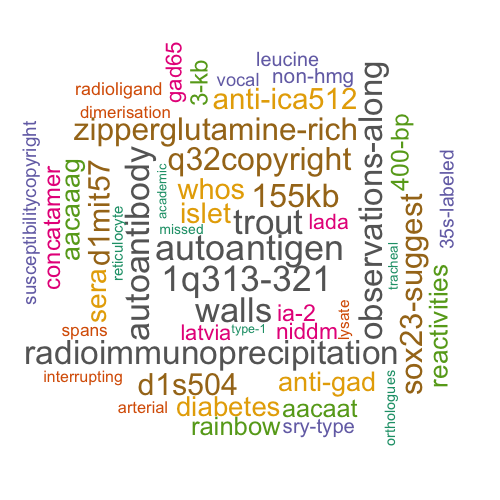 leucine
gad65
3-kb
vocal
non-hmg
radioligand
anti-ica512
observations-along
dimerisation
zipperglutamine-rich
400-bp
susceptibilitycopyright
q32copyright
35s-labeled
concatamer
aacaaag
d1mit57
autoantibody
academic
whos
155kb
islet
trout
lada
reticulocyte
missed
sera
autoantigen
sox23-suggest
tracheal
1q313-321
reactivities
walls
ia-2
lysate
spans
latvia
type-1
niddm
radioimmunoprecipitation
interrupting
d1s504
anti-gad
orthologues
arterial
diabetes
aacaat
rainbow
sry-type